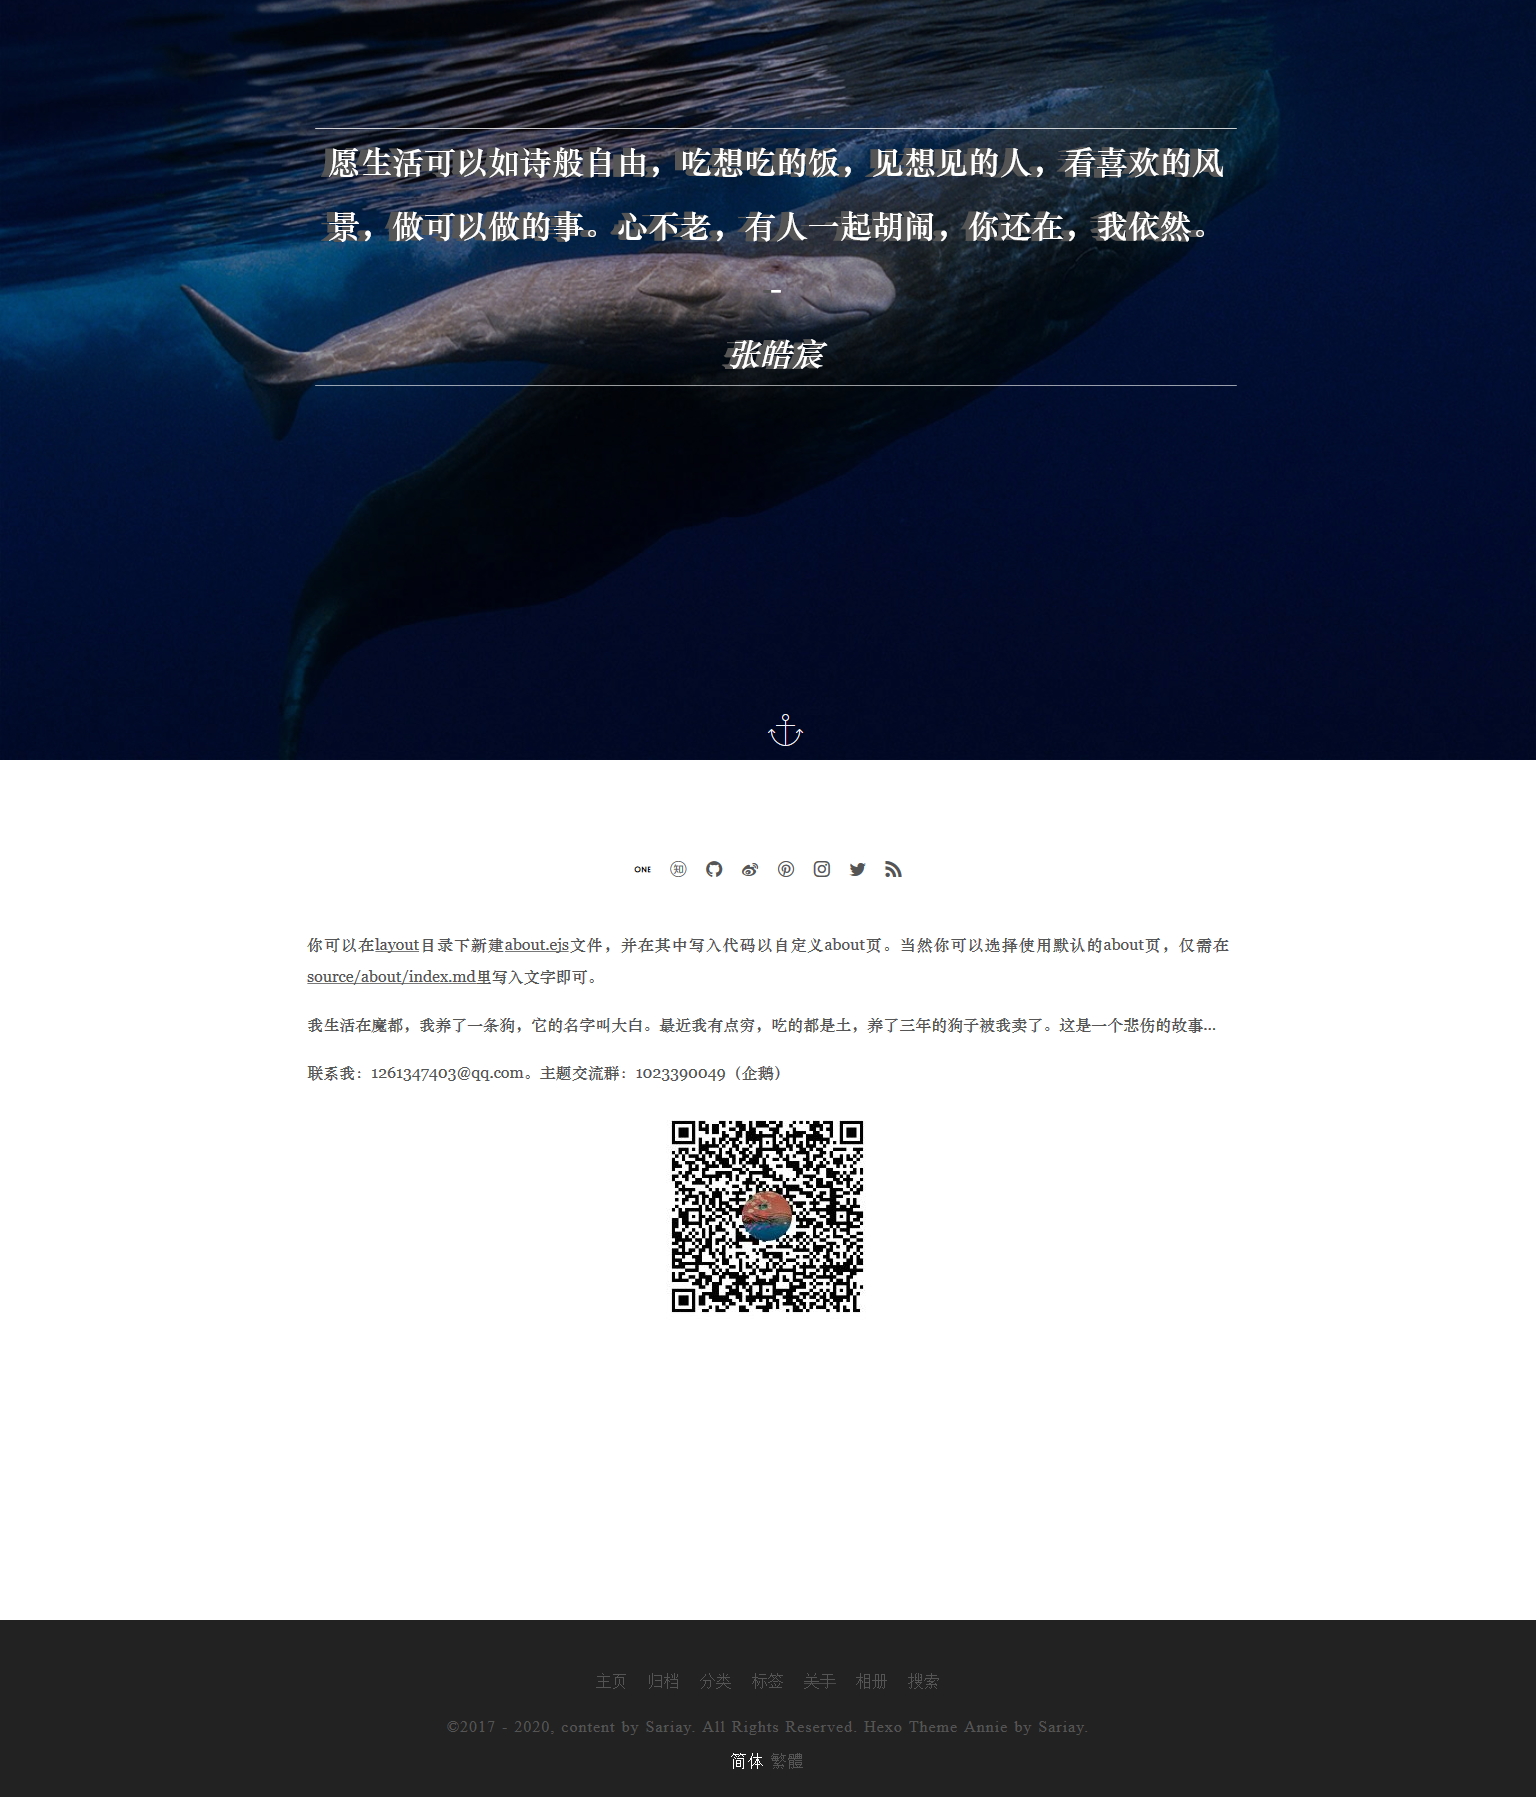 愿生活可以如诗般自由，吃想吃的饭，见想见的人，看喜欢的风
景，做可以做的事。心不老，有人一起胡闹，你还在，我依然。
-
张皓宸
ONE 知
你可以在layout目录下新建about.ejs文件，并在其中写入代码以自定义about页。当然你可以选择使用默认的about页，仅需在
source/about/index.md里写入文字即可。
我生活在魔都，我养了一条狗，它的名字叫大白。最近我有点穷，吃的都是土，养了三年的狗子被我卖了。这是一个悲伤的故事...
联系我：1261347403@qq.com。主题交流群：1023390049（企鹅）
主页 归档 分类 标签 关于 相册 搜索
©2017 - 2020, content by Sariay. All Rights Reserved. Hexo Theme Annie by Sariay.
简体 繁體